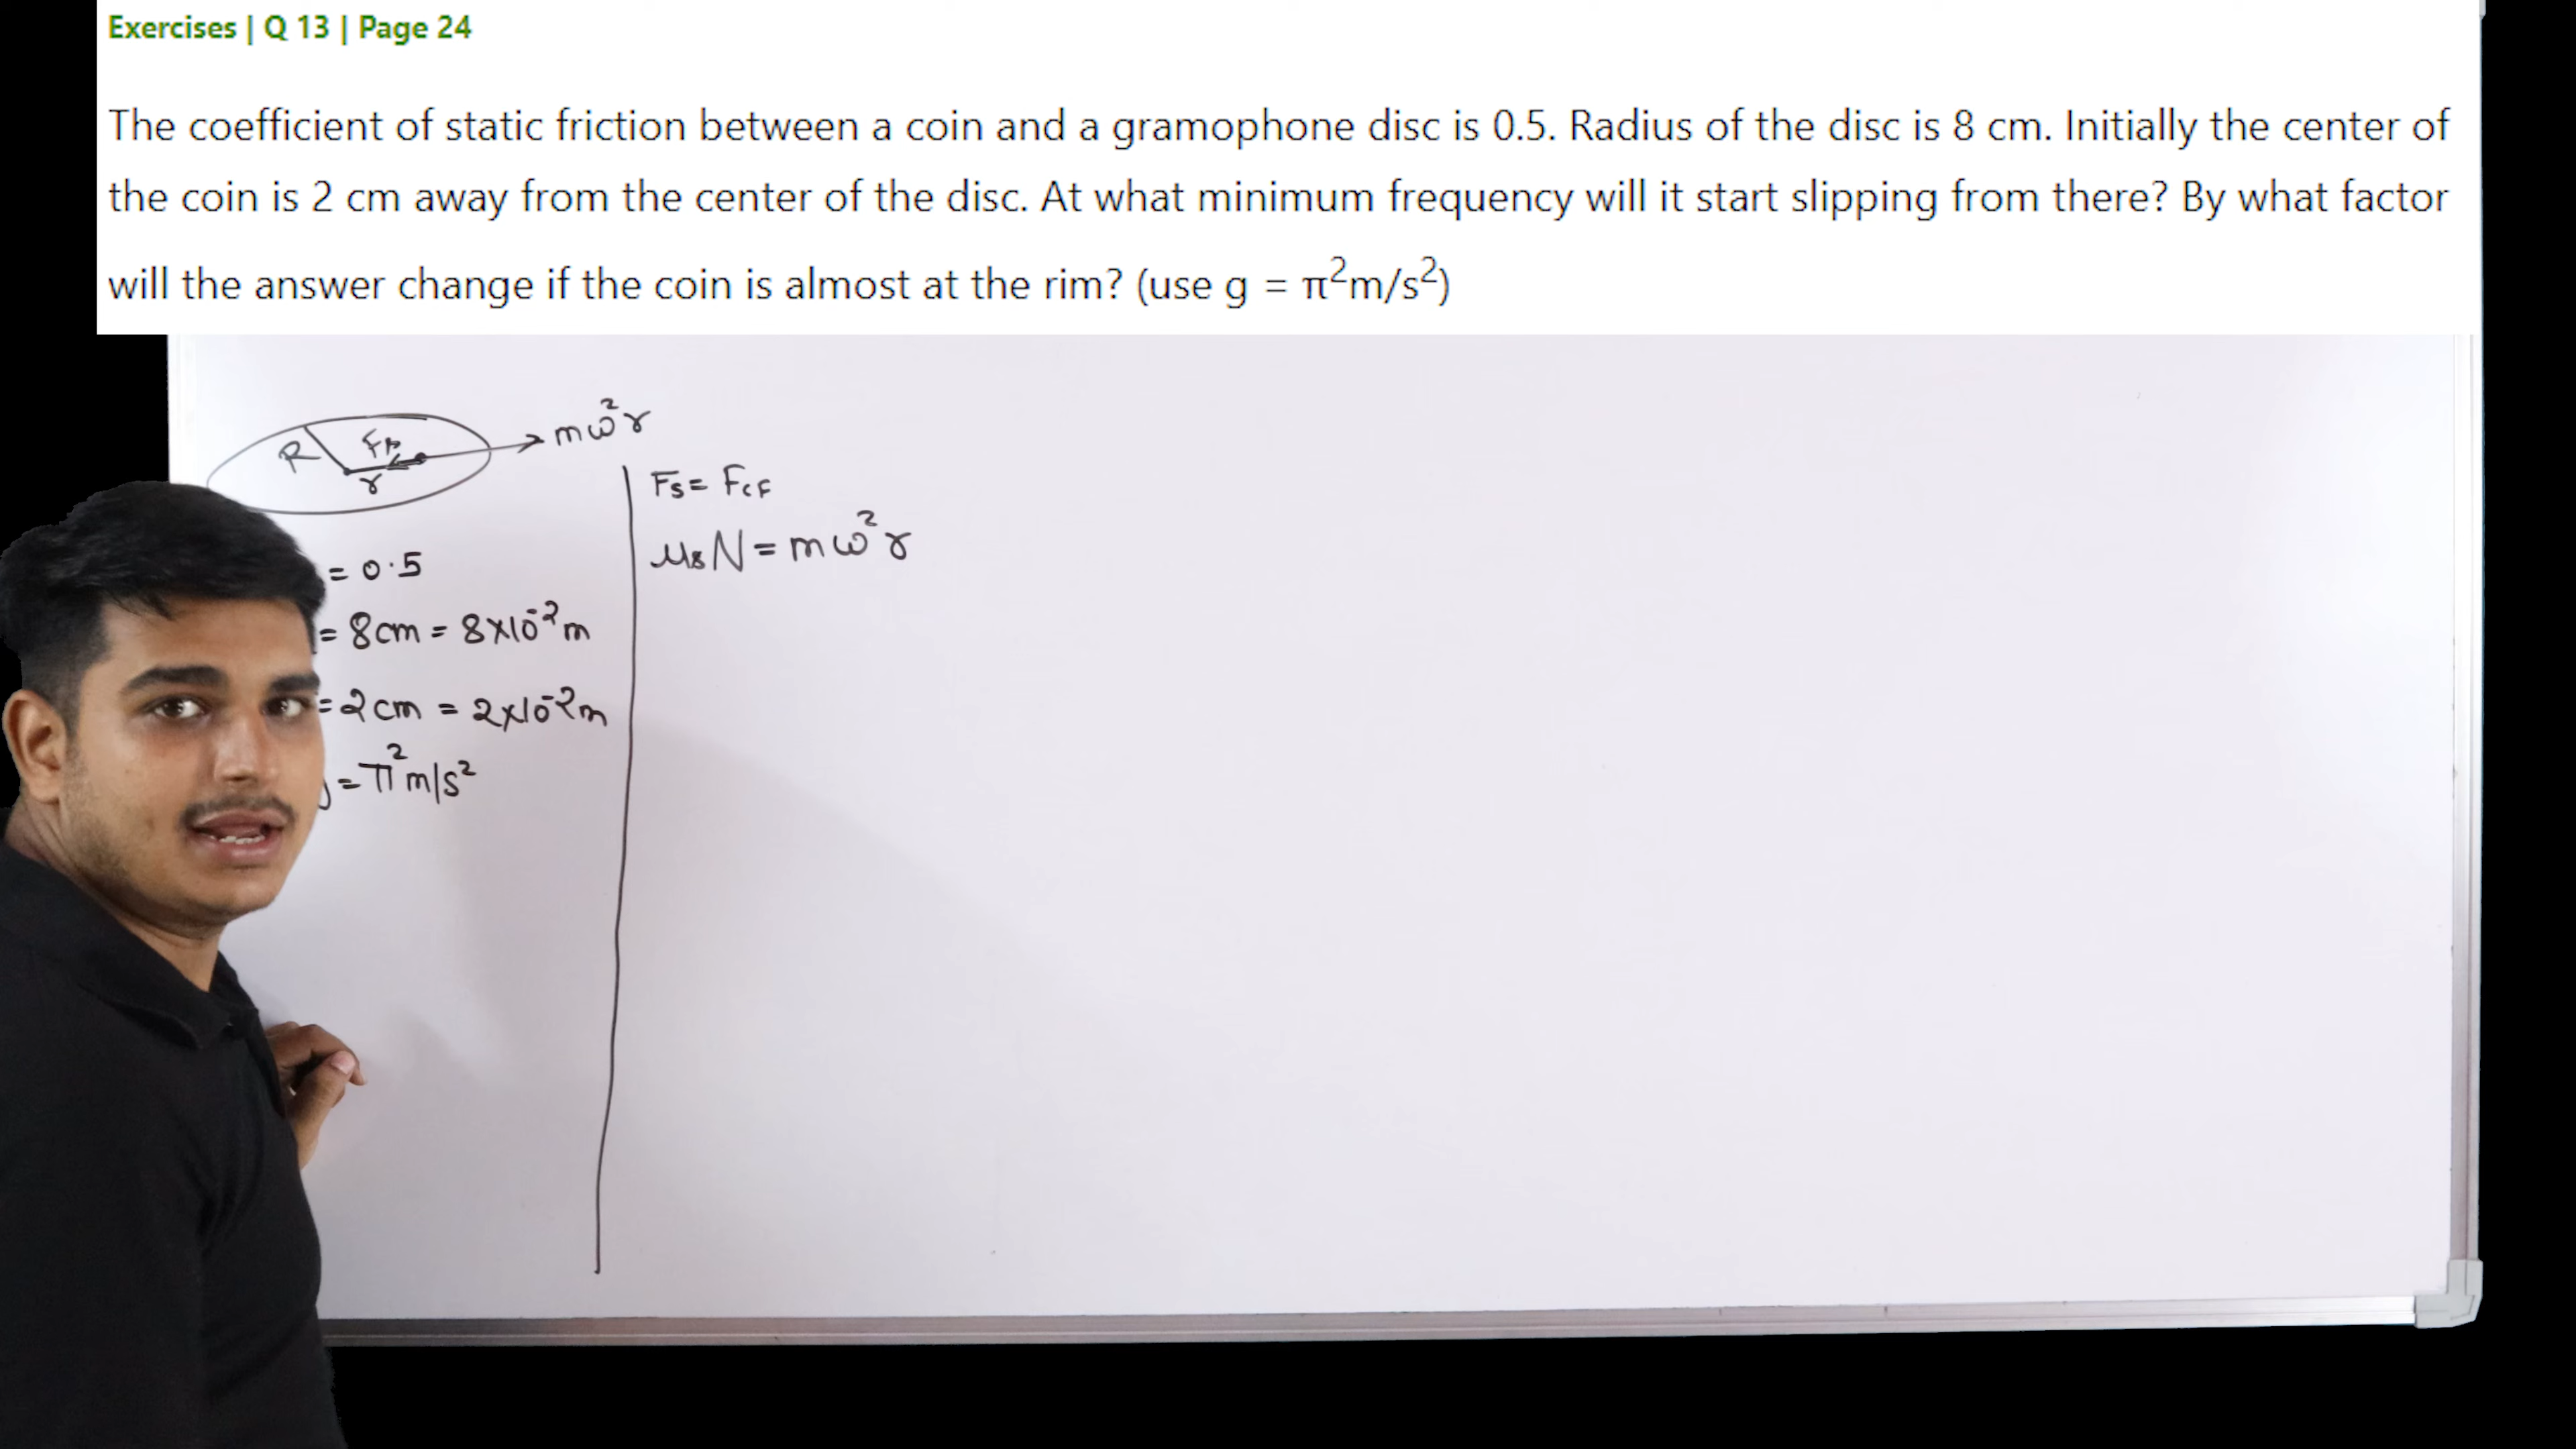 Exercises | Q 13 | Page 24
The coefficient of static friction between a coin and a gramophone disc is 0.5. Radius of the disc is 8 cm. Initially the center of
the coin is 2 cm away from the center of the disc. At what minimum frequency will it start slipping from there? By what factor
will the answer change if the coin is almost at the rim? (use g = π²m/s²)
mω²r
R
r
Fs = FCF
μsN = mω²r
= 0.5
= 8cm = 8×10⁻²m
= 2cm = 2×10⁻²m
= π²m/s²